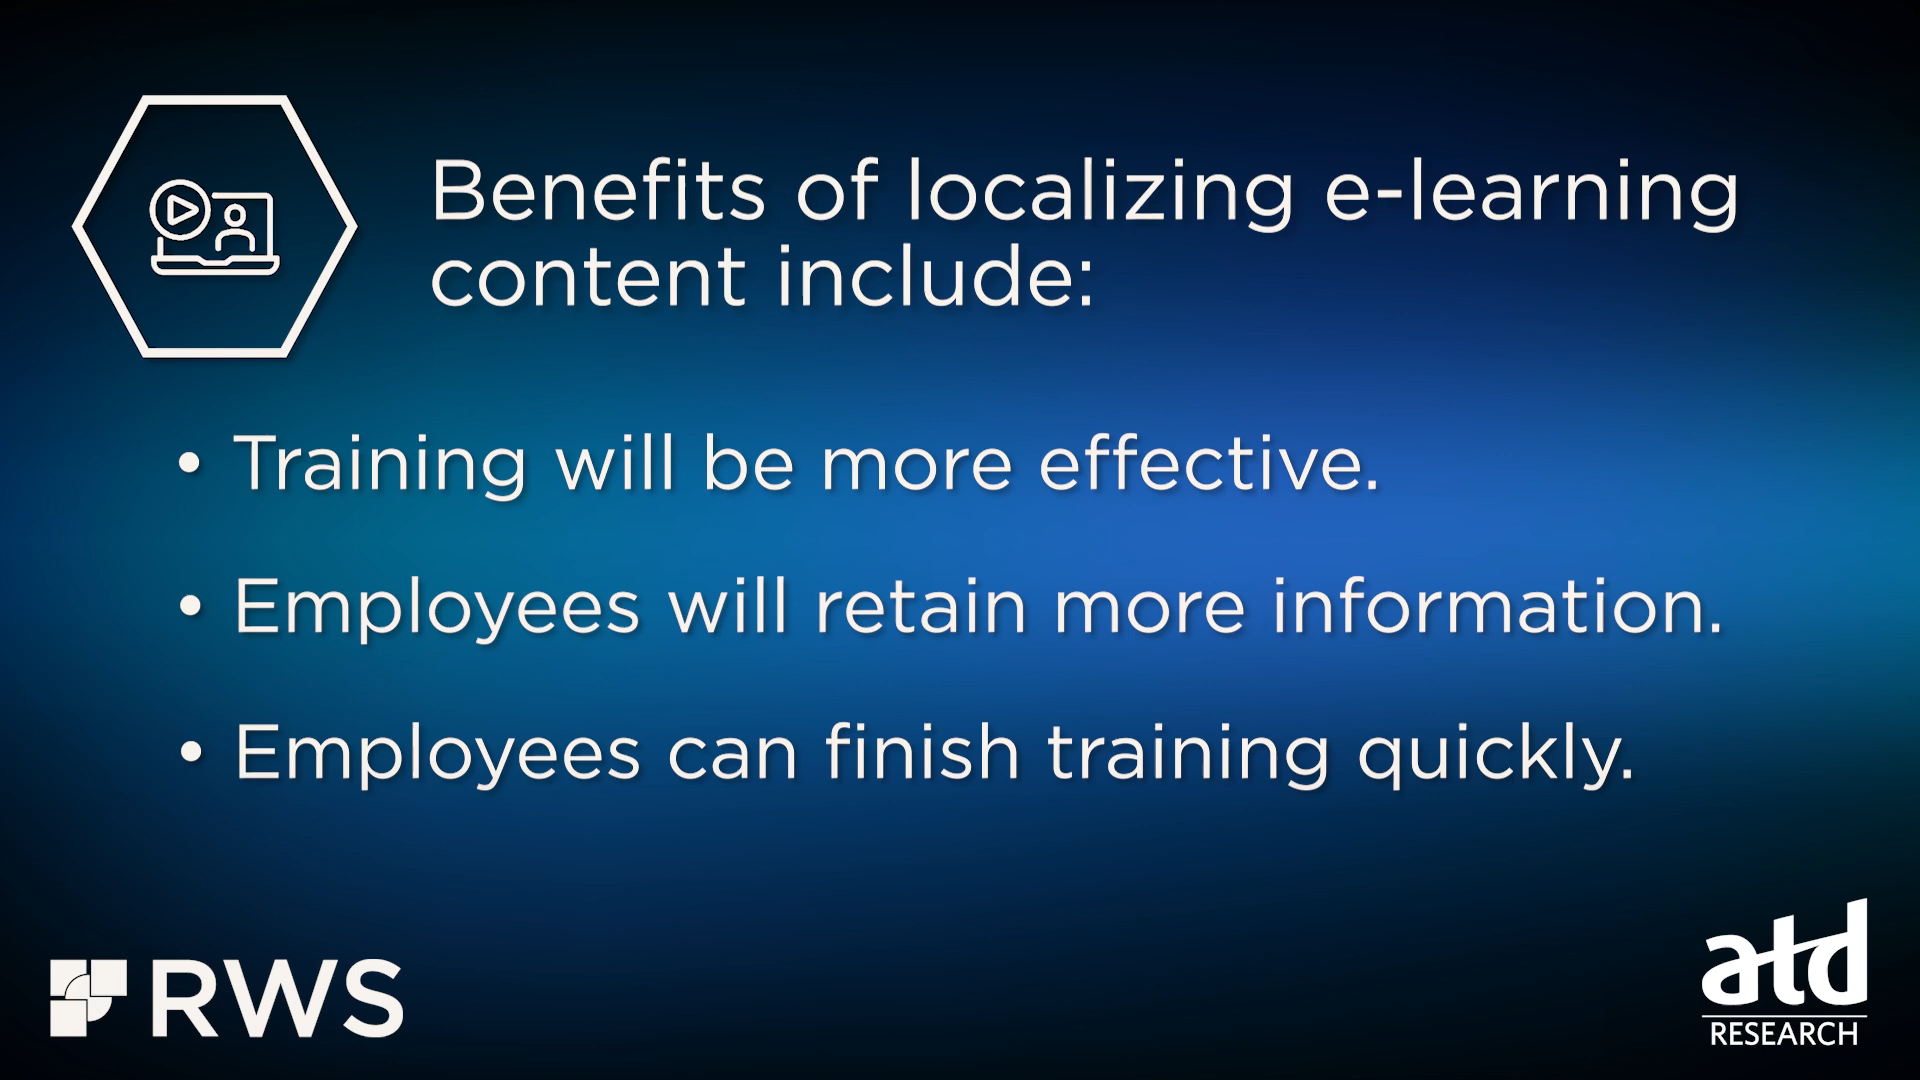 Benefits of localizing e-learning
content include:
• Training will be more effective.
• Employees will retain more information.
• Employees can finish training quickly.
RWS
atd
RESEARCH